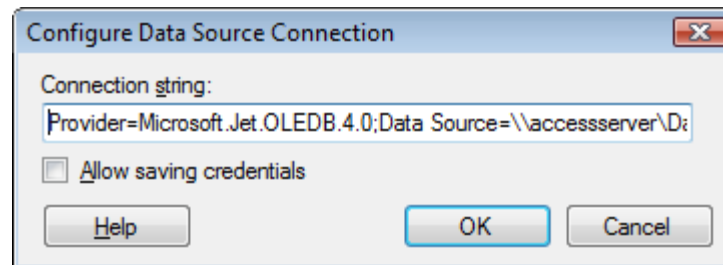 Configure Data Source Connection
Connection string:
Provider=Microsoft.Jet.OLEDB.4.0;Data Source=\\accessserver\Da
Allow saving credentials
Help OK Cancel